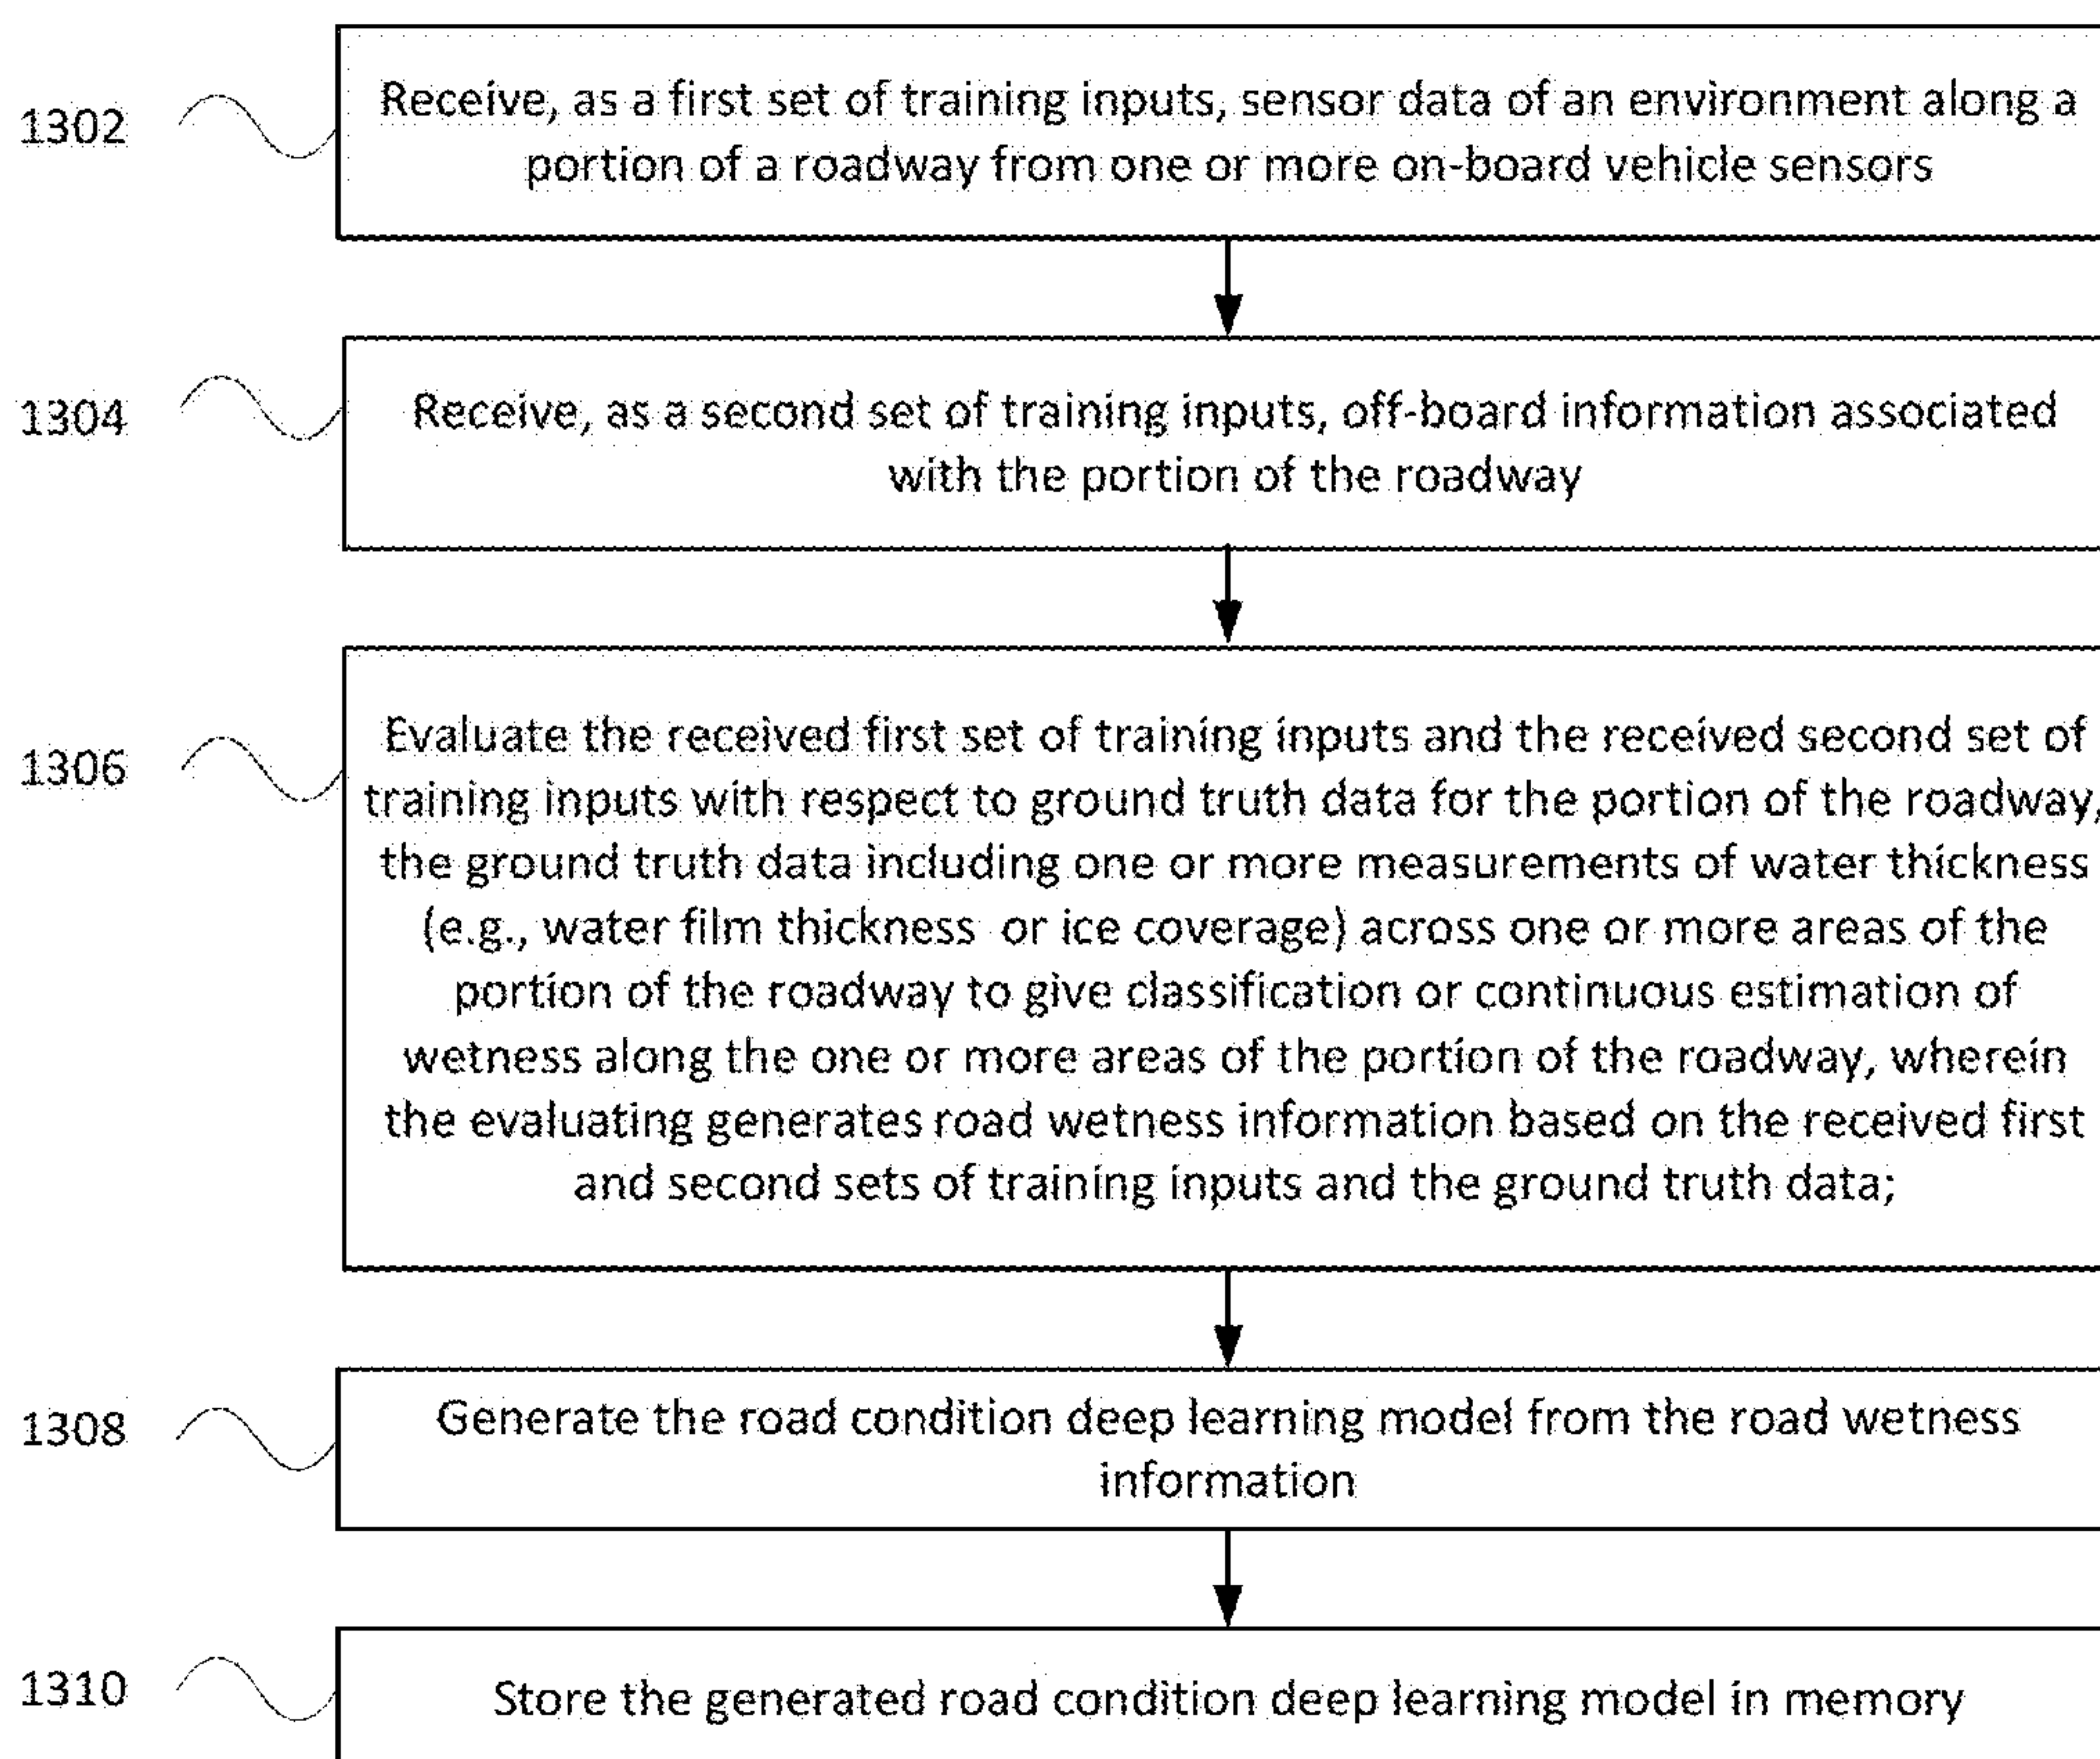 1302
Receive, as a first set of training inputs, sensor data of an environment along a
portion of a roadway from one or more on-board vehicle sensors
1304
Receive, as a second set of training inputs, off-board information associated
with the portion of the roadway
1306
Evaluate the received first set of training inputs and the received second set of
training inputs with respect to ground truth data for the portion of the roadway,
the ground truth data including one or more measurements of water thickness
(e.g., water film thickness or ice coverage) across one or more areas of the
portion of the roadway to give classification or continuous estimation of
wetness along the one or more areas of the portion of the roadway, wherein
the evaluating generates road wetness information based on the received first
and second sets of training inputs and the ground truth data;
1308
Generate the road condition deep learning model from the road wetness
information
1310
Store the generated road condition deep learning model in memory